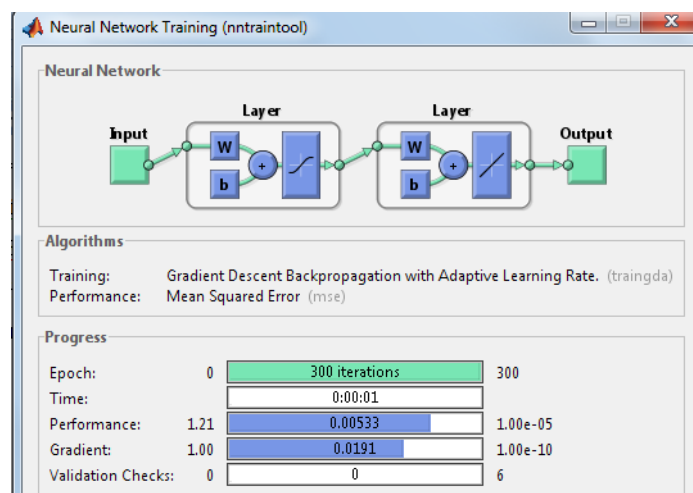 Neural Network Training (nntraintool)
Neural Network
Layer Layer
Input Output
W W
+ +
b b
Algorithms
Training: Gradient Descent Backpropagation with Adaptive Learning Rate. (traingda)
Performance: Mean Squared Error (mse)
Progress
Epoch: 0 300 iterations 300
Time: 0:00:01
Performance: 1.21 0.00533 1.00e-05
Gradient: 1.00 0.0191 1.00e-10
Validation Checks: 0 0 6